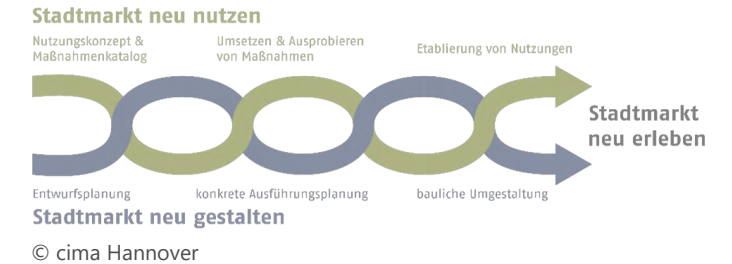 Stadtmarkt neu nutzen
Nutzungskonzept &
Maßnahmenkatalog
Umsetzen & Ausprobieren
von Maßnahmen
Etablierung von Nutzungen
Stadtmarkt
neu erleben
Entwurfsplanung
konkrete Ausführungsplanung
bauliche Umgestaltung
Stadtmarkt neu gestalten
© cima Hannover